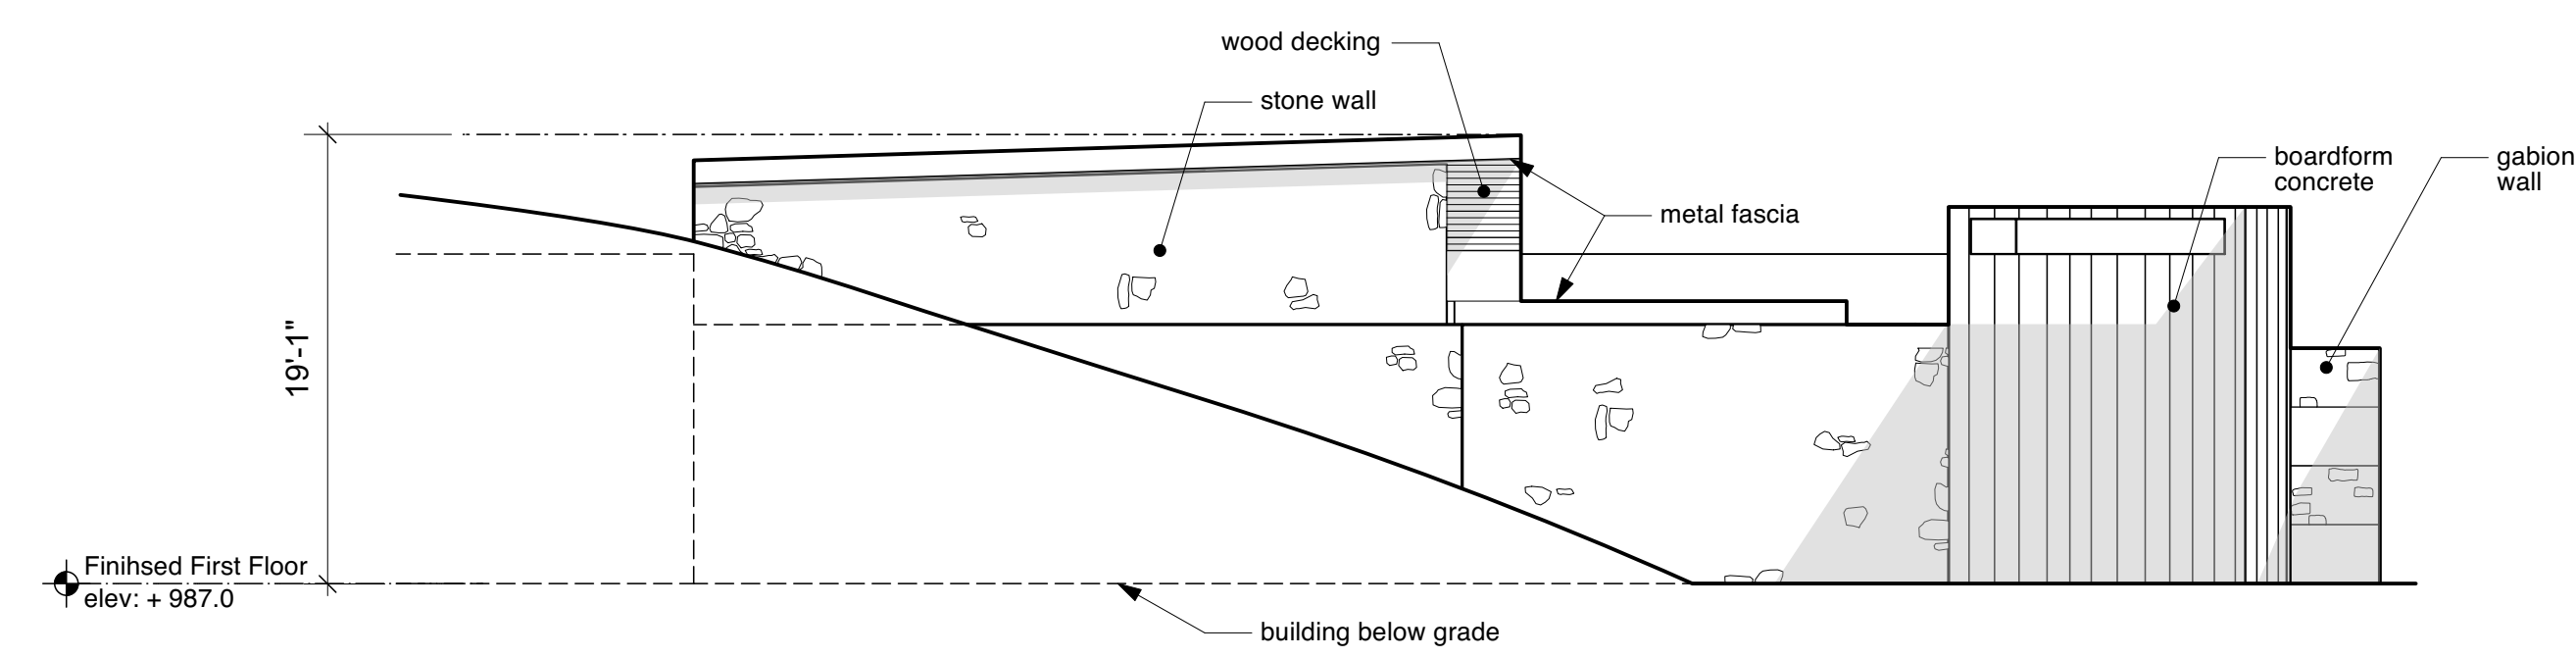 wood decking
stone wall
metal fascia
boardform
concrete
gabion
wall
19'-1"
Finihsed First Floor
elev: + 987.0
building below grade